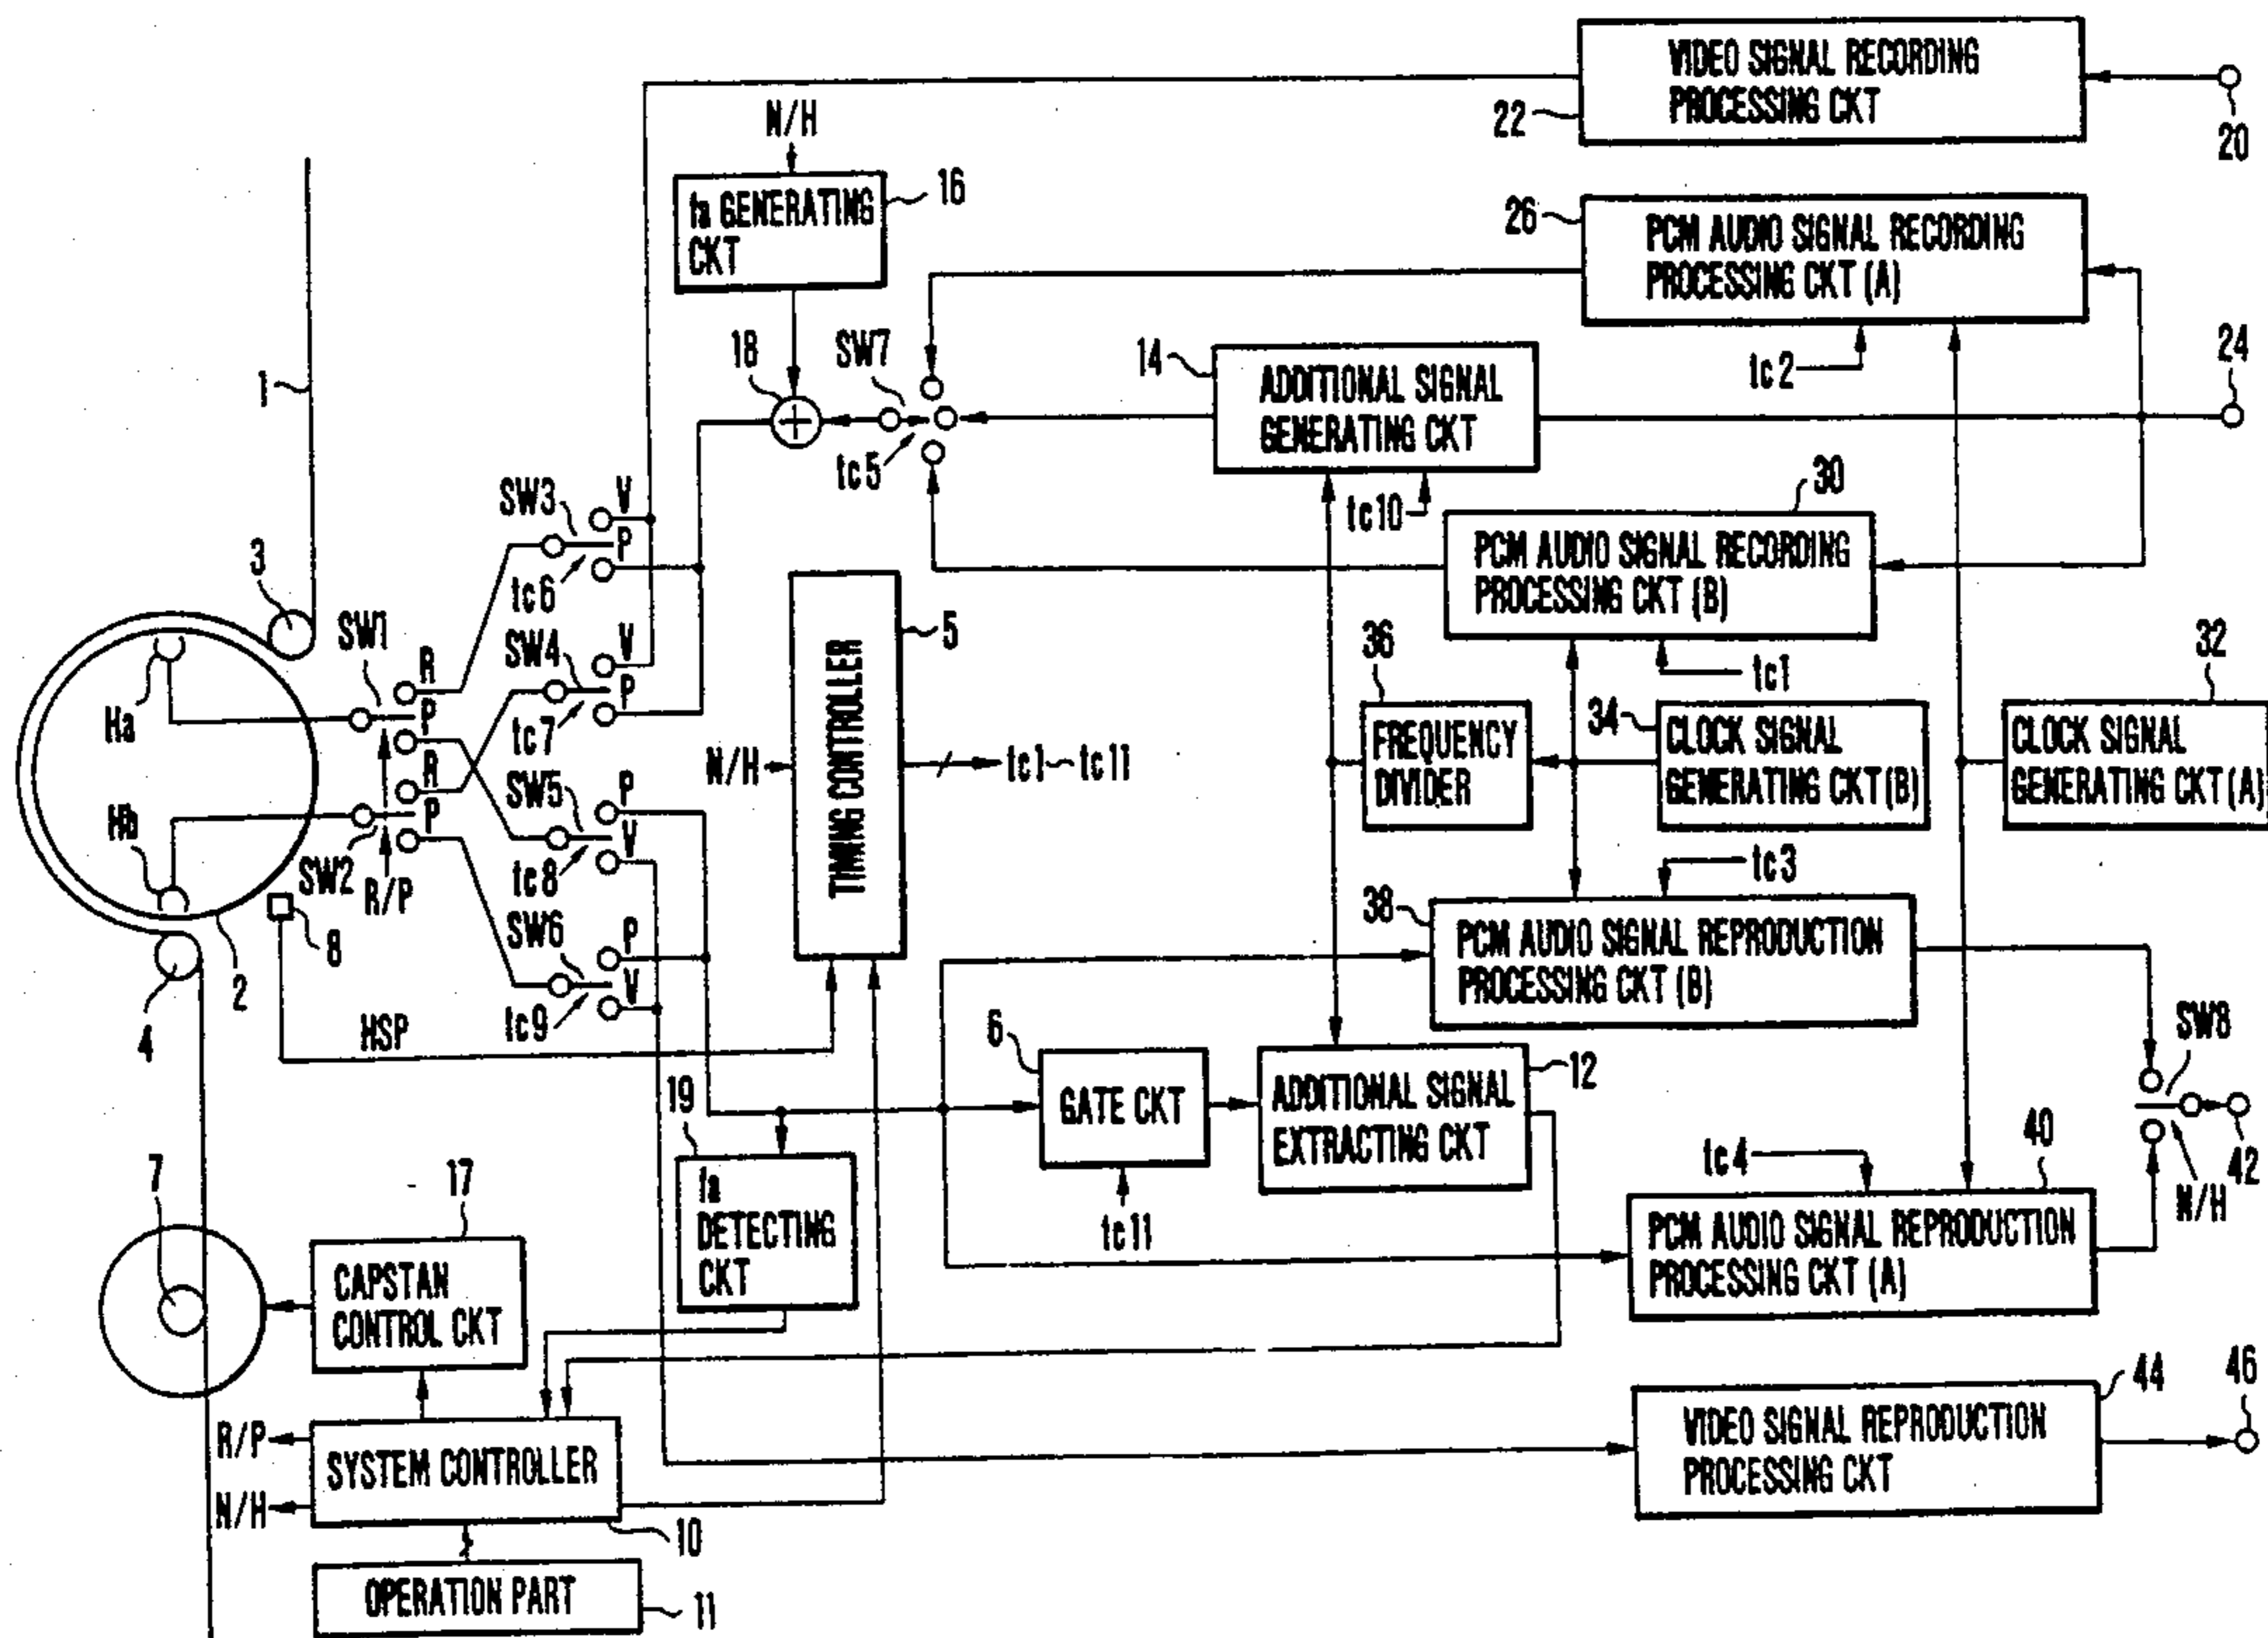 VIDEO SIGNAL RECORDING
PROCESSING CKT
22
20
N/H
fa GENERATING
CKT
16
26
PCM AUDIO SIGNAL RECORDING
PROCESSING CKT (A)
tc2
24
18
SW7
tc5
14
ADDITIONAL SIGNAL
GENERATING CKT
tc10
30
PCM AUDIO SIGNAL RECORDING
PROCESSING CKT (B)
tc1
1
3
SW3
V
P
tc6
SW1
R
P
Ha
SW4
V
P
tc7
5
TIMING CONTROLLER
N/H
tc1~tc11
36
FREQUENCY
DIVIDER
34
CLOCK SIGNAL
GENERATING CKT(B)
32
CLOCK SIGNAL
GENERATING CKT(A)
Hb
R
P
SW2
R/P
SW5
P
V
tc8
8
2
4
SW6
P
V
tc9
HSP
tc3
38
PCM AUDIO SIGNAL REPRODUCTION
PROCESSING CKT (B)
SW8
N/H
42
6
GATE CKT
tc11
12
ADDITIONAL SIGNAL
EXTRACTING CKT
19
fa
DETECTING
CKT
tc4
40
PCM AUDIO SIGNAL REPRODUCTION
PROCESSING CKT (A)
7
17
CAPSTAN
CONTROL CKT
R/P
N/H
SYSTEM CONTROLLER
10
OPERATION PART
11
44
VIDEO SIGNAL REPRODUCTION
PROCESSING CKT
46